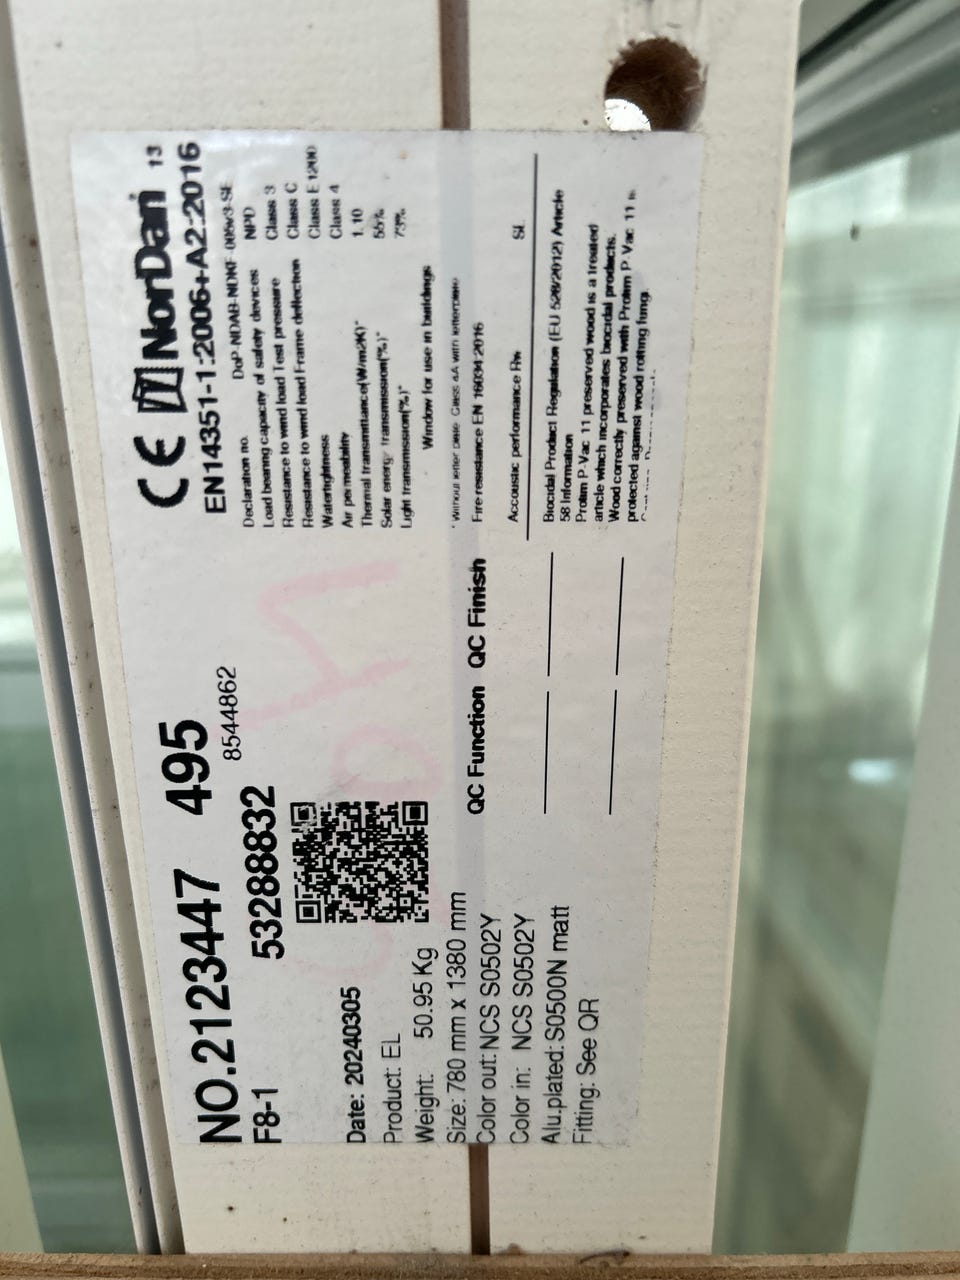 NO.2123447 495
8544862
F8-1 53288832
Date: 20240305
Product: EL
Weight: 50.95 Kg
Size: 780 mm x 1380 mm
Color out: NCS S0502Y
Color in: NCS S0502Y
Alu.plated: S0500N matt
Fitting: See QR
QC Function QC Finish
CE NorDan 13
EN14351-1:2006+A2:2016
Declaration no.
Load bearing capacity of safety devices NPD
Resistance to wind load Test pressure Class 3
Resistance to wind load Frame deflection Class C
Watertightness Class E 1200
Air permeability Class 4
Thermal transmittance(W/m2K)* 1.10
Solar energy transmission(%)*
Light transmission(%)*
Window for use in buildings
Fire resistance EN 16034:2016
Accoustic performance Rw
Biocidal Product Regulation (EU 528/2012) Article
58 Information
Protim P-Vac 11 preserved wood is a treated
article which incorporates biocidal products.
Wood correctly preserved with Protim P-Vac 11 is
protected against wood rotting fungi.